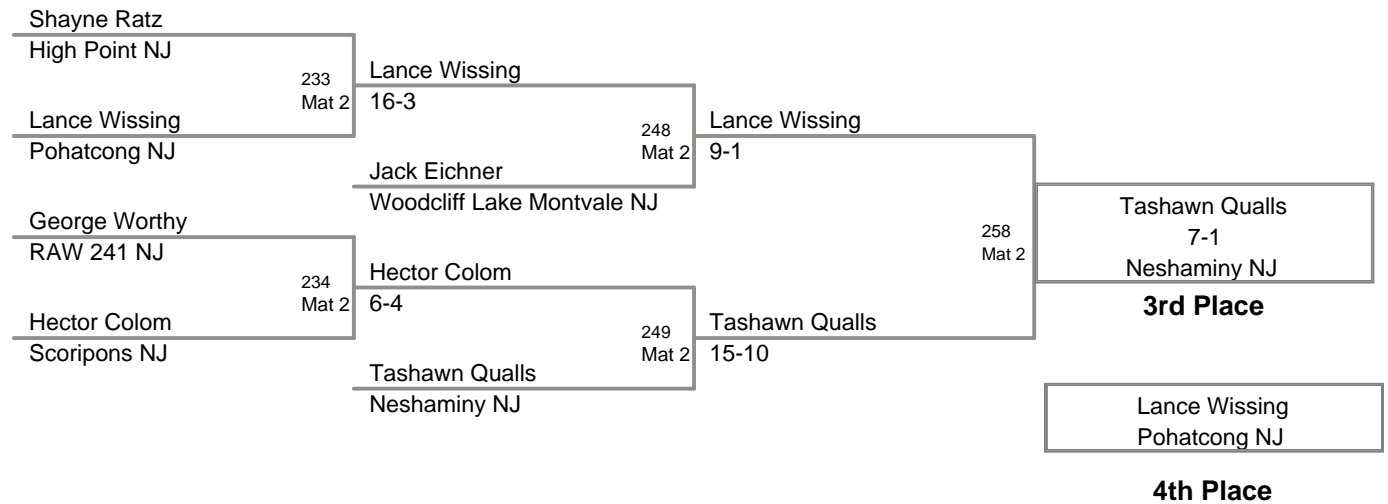 Shayne Ratz
High Point NJ
233
Mat 2
Lance Wissing
16-3
Lance Wissing
Pohatcong NJ
248
Mat 2
Lance Wissing
9-1
Jack Eichner
Woodcliff Lake Montvale NJ
George Worthy
RAW 241 NJ
258
Mat 2
Tashawn Qualls
7-1
Neshaminy NJ
3rd Place
234
Mat 2
Hector Colom
6-4
Hector Colom
Scoripons NJ
249
Mat 2
Tashawn Qualls
15-10
Tashawn Qualls
Neshaminy NJ
Lance Wissing
Pohatcong NJ
4th Place